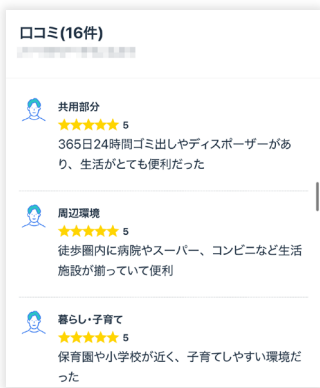 口コミ(16件)
共用部分
★★★★★ 5
365日24時間ゴミ出しやディスポーザーがあ
り、生活がとても便利だった
周辺環境
★★★★★ 5
徒歩圏内に病院やスーパー、コンビニなど生活
施設が揃っていて便利
暮らし・子育て
★★★★★ 5
保育園や小学校が近く、子育てしやすい環境だ
った